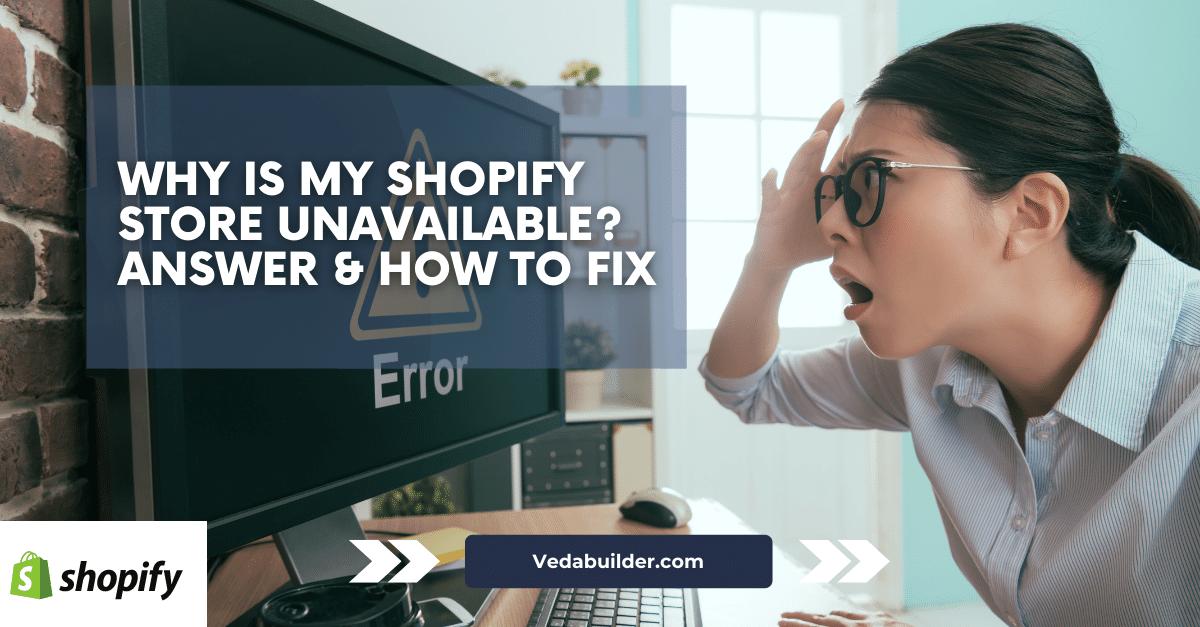 WHY IS MY SHOPIFY
STORE UNAVAILABLE?
ANSWER & HOW TO FIX
Error
shopify
Vedabuilder.com